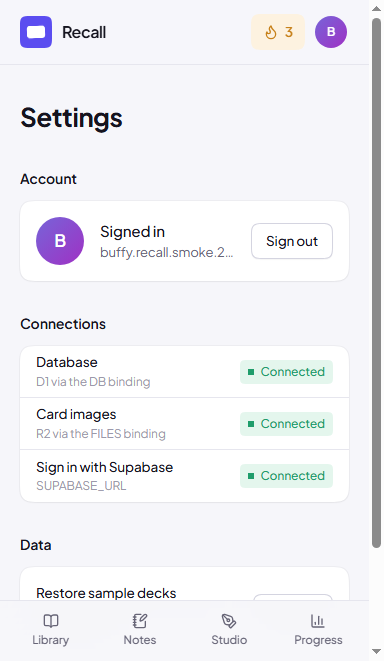 Recall
3
B
Settings
Account
B
Signed in
buffy.recall.smoke.2...
Sign out
Connections
Database
D1 via the DB binding
Connected
Card images
R2 via the FILES binding
Connected
Sign in with Supabase
SUPABASE_URL
Connected
Data
Restore sample decks
Library
Notes
Studio
Progress